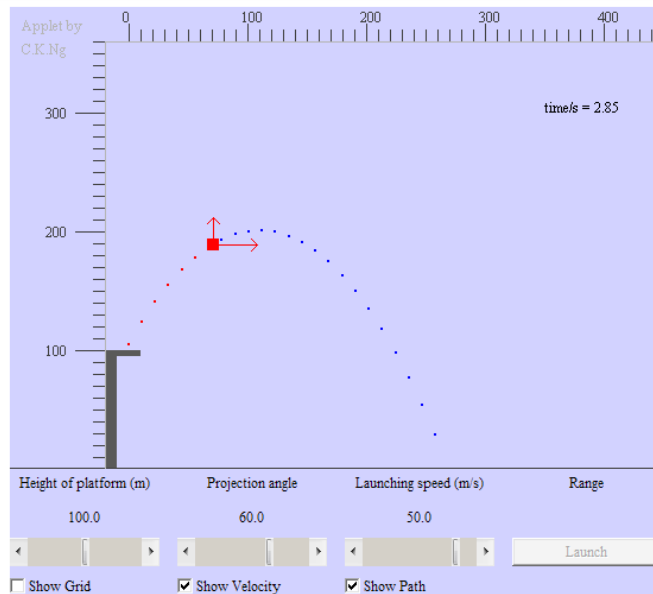 Applet by
C.K.Ng
0 100 200 300 400
time/s = 2.85
300
200
100
Height of platform (m) Projection angle Launching speed (m/s) Range
100.0 60.0 50.0
Launch
Show Grid Show Velocity Show Path